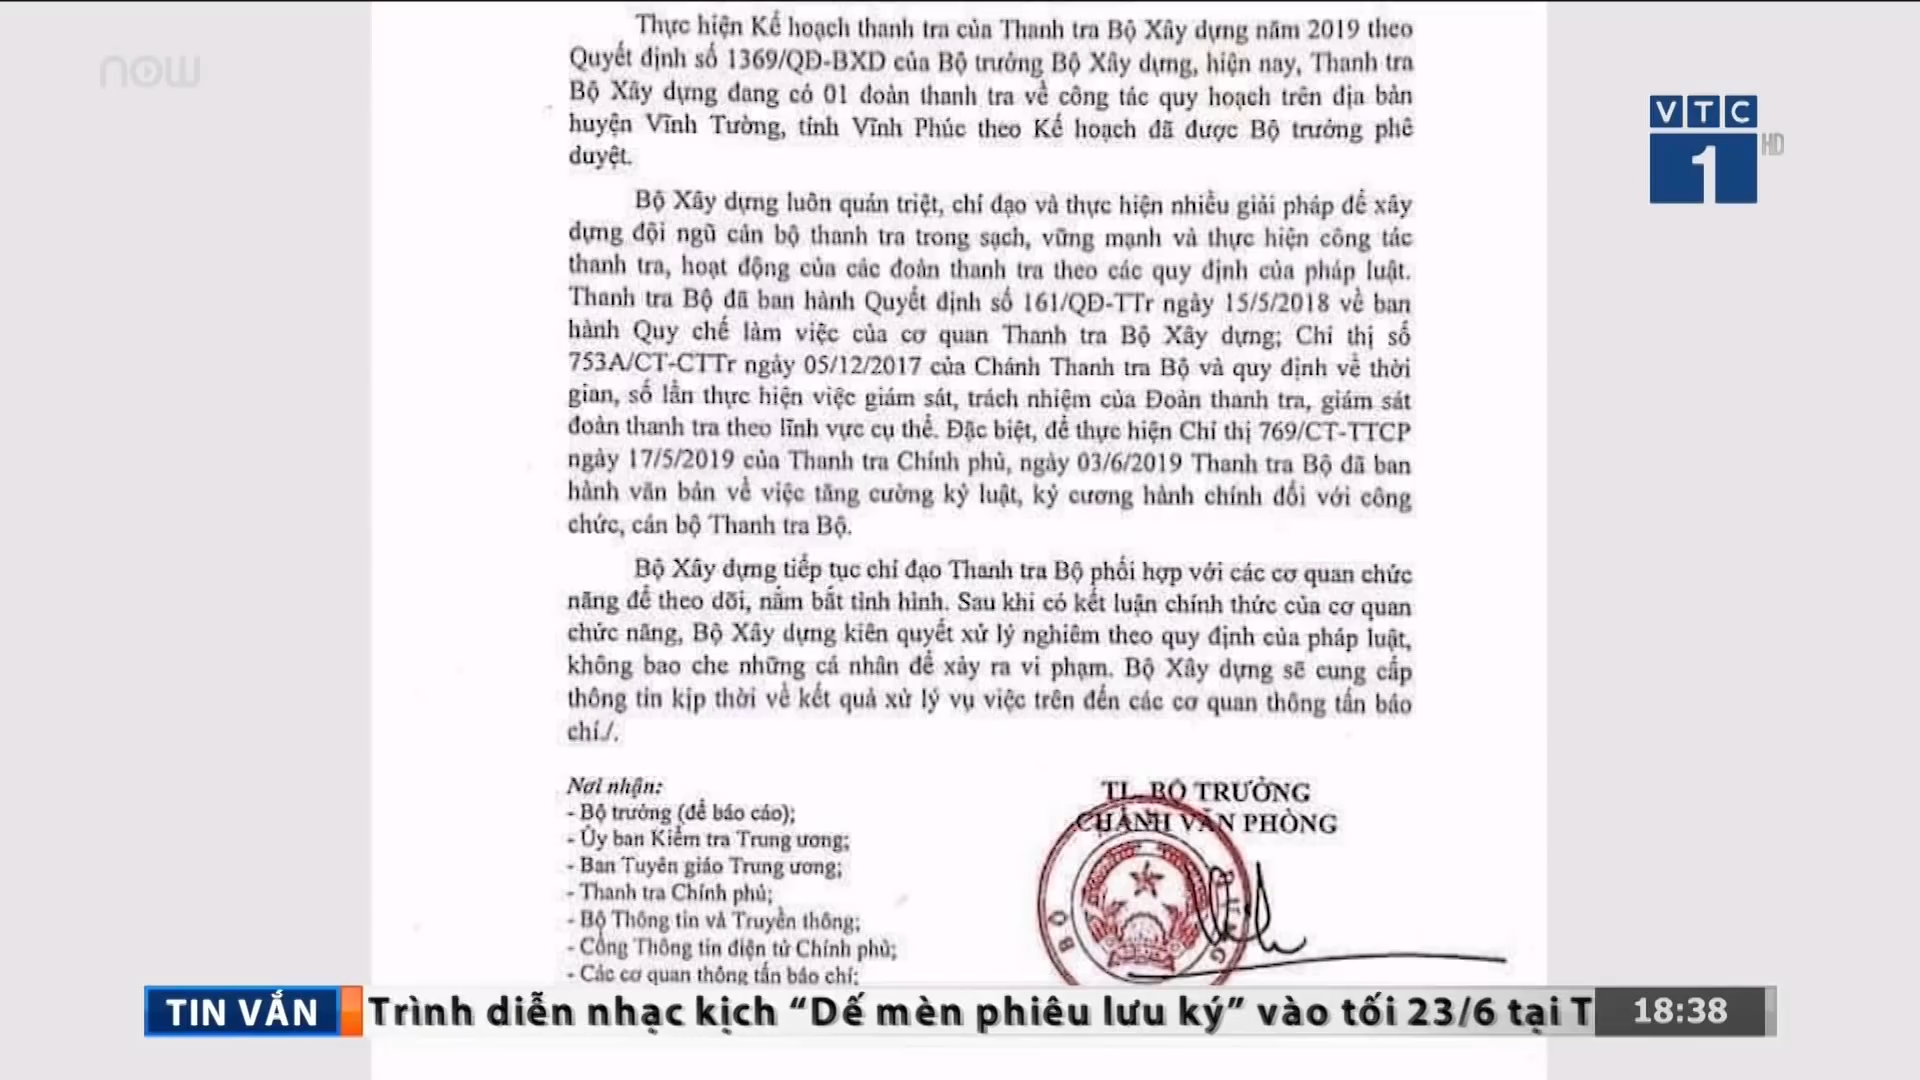 now
VTC
1
HD
Thực hiện Kế hoạch thanh tra của Thanh tra Bộ Xây dựng năm 2019 theo
Quyết định số 1369/QĐ-BXD của Bộ trưởng Bộ Xây dựng, hiện nay, Thanh tra
Bộ Xây dựng đang có 01 đoàn thanh tra về công tác quy hoạch trên địa bàn
huyện Vĩnh Tường, tỉnh Vĩnh Phúc theo Kế hoạch đã được Bộ trưởng phê
duyệt.
Bộ Xây dựng luôn quán triệt, chỉ đạo và thực hiện nhiều giải pháp để xây
dựng đội ngũ cán bộ thanh tra trong sạch, vững mạnh và thực hiện công tác
thanh tra, hoạt động của các đoàn thanh tra theo các quy định của pháp luật.
Thanh tra Bộ đã ban hành Quyết định số 161/QĐ-TTr ngày 15/5/2018 về ban
hành Quy chế làm việc của cơ quan Thanh tra Bộ Xây dựng; Chỉ thị số
753A/CT-CTTr ngày 05/12/2017 của Chánh Thanh tra Bộ và quy định về thời
gian, số lần thực hiện việc giám sát, trách nhiệm của Đoàn thanh tra, giám sát
đoàn thanh tra theo lĩnh vực cụ thể. Đặc biệt, để thực hiện Chỉ thị 769/CT-TTCP
ngày 17/5/2019 của Thanh tra Chính phủ, ngày 03/6/2019 Thanh tra Bộ đã ban
hành văn bản về việc tăng cường kỷ luật, kỷ cương hành chính đối với công
chức, cán bộ Thanh tra Bộ.
Bộ Xây dựng tiếp tục chỉ đạo Thanh tra Bộ phối hợp với các cơ quan chức
năng để theo dõi, nắm bắt tình hình. Sau khi có kết luận chính thức của cơ quan
chức năng, Bộ Xây dựng kiên quyết xử lý nghiêm theo quy định của pháp luật,
không bao che những cá nhân để xảy ra vi phạm. Bộ Xây dựng sẽ cung cấp
thông tin kịp thời về kết quả xử lý vụ việc trên đến các cơ quan thông tấn báo
chí./.
Nơi nhận:
- Bộ trưởng (để báo cáo);
- Ủy ban Kiểm tra Trung ương;
- Ban Tuyên giáo Trung ương;
- Thanh tra Chính phủ;
- Bộ Thông tin và Truyền thông;
- Cổng Thông tin điện tử Chính phủ;
- Các cơ quan thông tấn báo chí;
TL. BỘ TRƯỞNG
CHÁNH VĂN PHÒNG
BỘ
TIN VẮN
Trình diễn nhạc kịch “Dế mèn phiêu lưu ký” vào tối 23/6 tại T
18:38